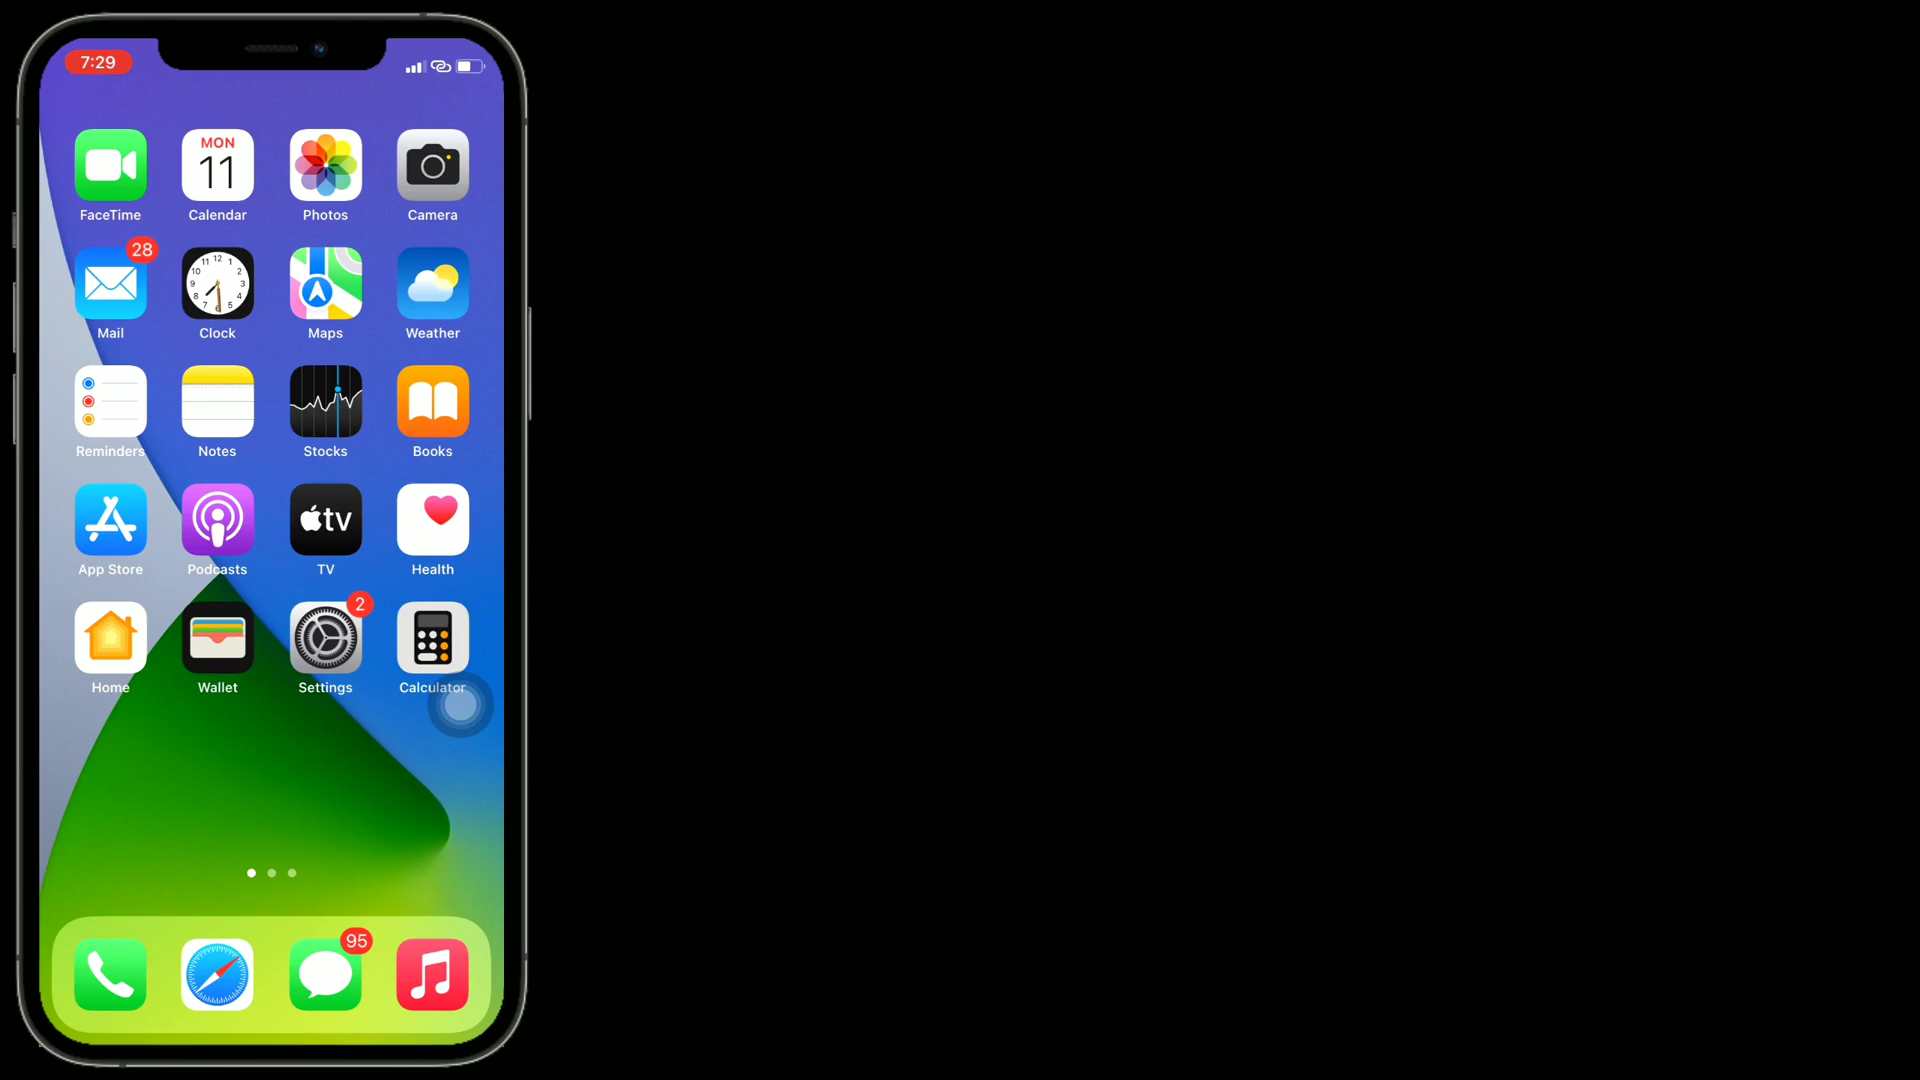 7:29
MON
11
FaceTime
Calendar
Photos
Camera
28
Mail
Clock
Maps
Weather
Reminders
Notes
Stocks
Books
tv
App Store
Podcasts
TV
Health
2
Home
Wallet
Settings
Calculator
95